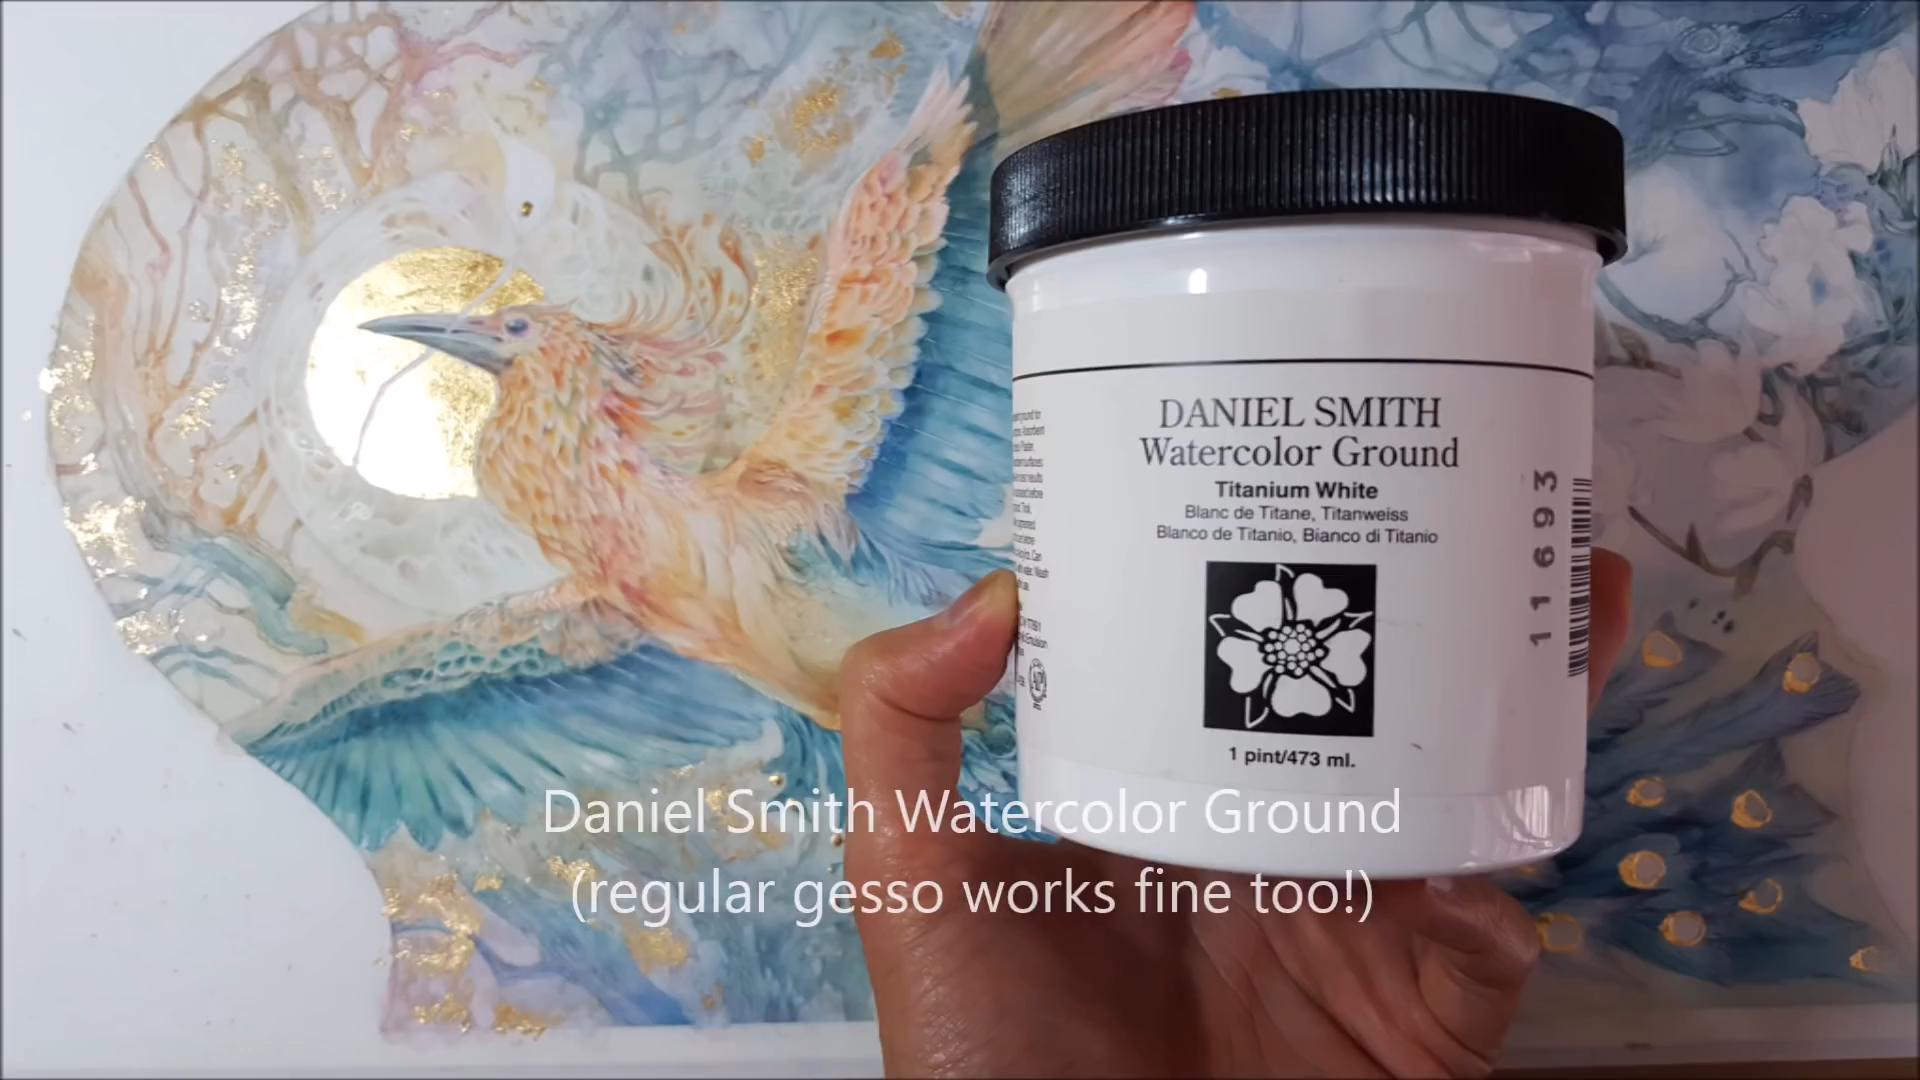 DANIEL SMITH
Watercolor Ground
Titanium White
Blanc de Titane, Titanweiss
Blanco de Titanio, Bianco di Titanio
1 pint/473 ml.
11693
Daniel Smith Watercolor Ground
(regular gesso works fine too!)